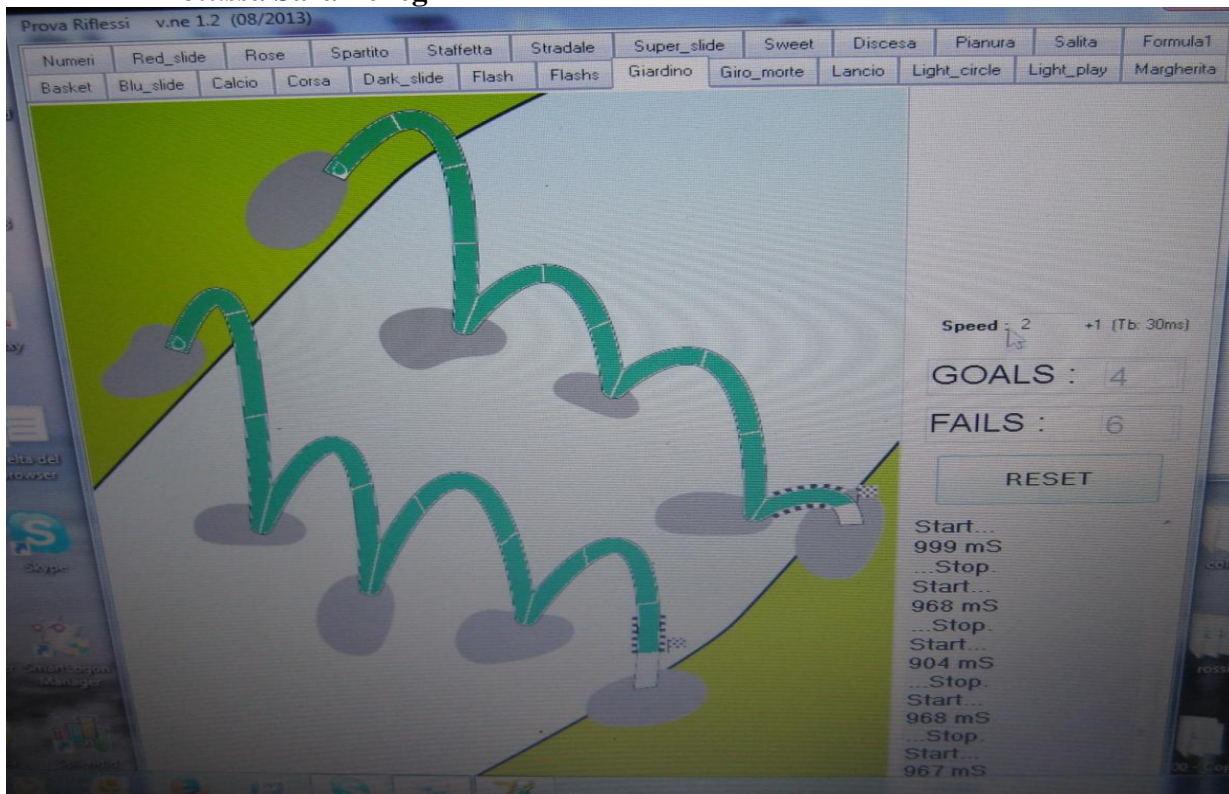 Prova Riflessi v.ne 1.2 (08/2013)
Numeri Red_slide Rose Spartito Staffetta Stradale Super_slide Sweet Discesa Pianura Salita Formula1
Basket Blu_slide Calcio Corsa Dark_slide Flash Flashs Giardino Giro_morte Lancio Light_circle Light_play Margherita
Speed : 2 +1 (Tb: 30ms)
GOALS : 4
FAILS : 6
RESET
Start...
999 mS
...Stop.
Start...
968 mS
...Stop.
Start...
904 mS
...Stop.
Start...
968 mS
...Stop.
Start...
967 mS
Skype
Manager